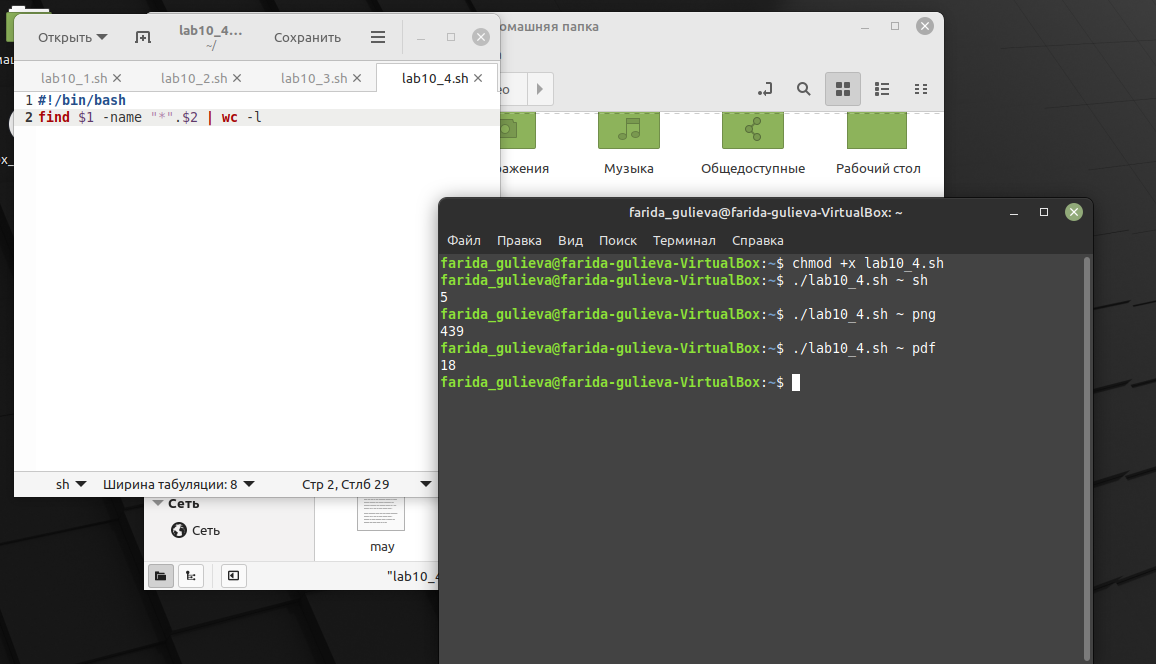 Открыть
lab10_4...
~/
Сохранить
lab10_1.sh
lab10_2.sh
lab10_3.sh
lab10_4.sh
1 #!/bin/bash
2 find $1 -name "*".$2 | wc -l
sh
Ширина табуляции: 8
Стр 2, Стлб 29
Музыка
Общедоступные
Рабочий стол
Сеть
Сеть
may
"lab10_4
farida_gulieva@farida-gulieva-VirtualBox: ~
Файл Правка Вид Поиск Терминал Справка
farida_gulieva@farida-gulieva-VirtualBox:~$ chmod +x lab10_4.sh
farida_gulieva@farida-gulieva-VirtualBox:~$ ./lab10_4.sh ~ sh
5
farida_gulieva@farida-gulieva-VirtualBox:~$ ./lab10_4.sh ~ png
439
farida_gulieva@farida-gulieva-VirtualBox:~$ ./lab10_4.sh ~ pdf
18
farida_gulieva@farida-gulieva-VirtualBox:~$
папка